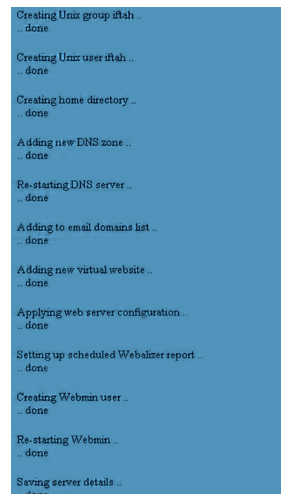 Creating Unix group iftah ..
.. done
Creating Unix user iftah ..
.. done
Creating home directory ..
.. done
Adding new DNS zone ..
.. done
Re-starting DNS server ..
.. done
Adding to email domains list ..
.. done
Adding new virtual website ..
.. done
Applying web server configuration ..
.. done
Setting up scheduled Webalizer report ..
.. done
Creating Webmin user ..
.. done
Re-starting Webmin ..
.. done
Saving server details ..
.. done